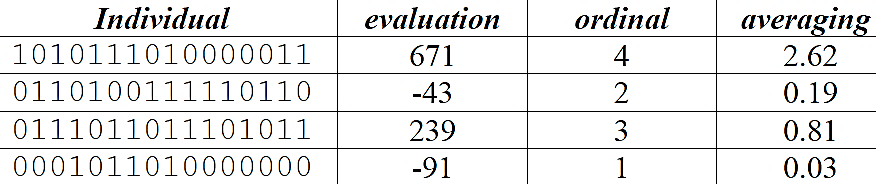 Individual evaluation ordinal averaging
1010111010000011 671 4 2.62
0110100111110110 -43 2 0.19
0111011011101011 239 3 0.81
0001011010000000 -91 1 0.03